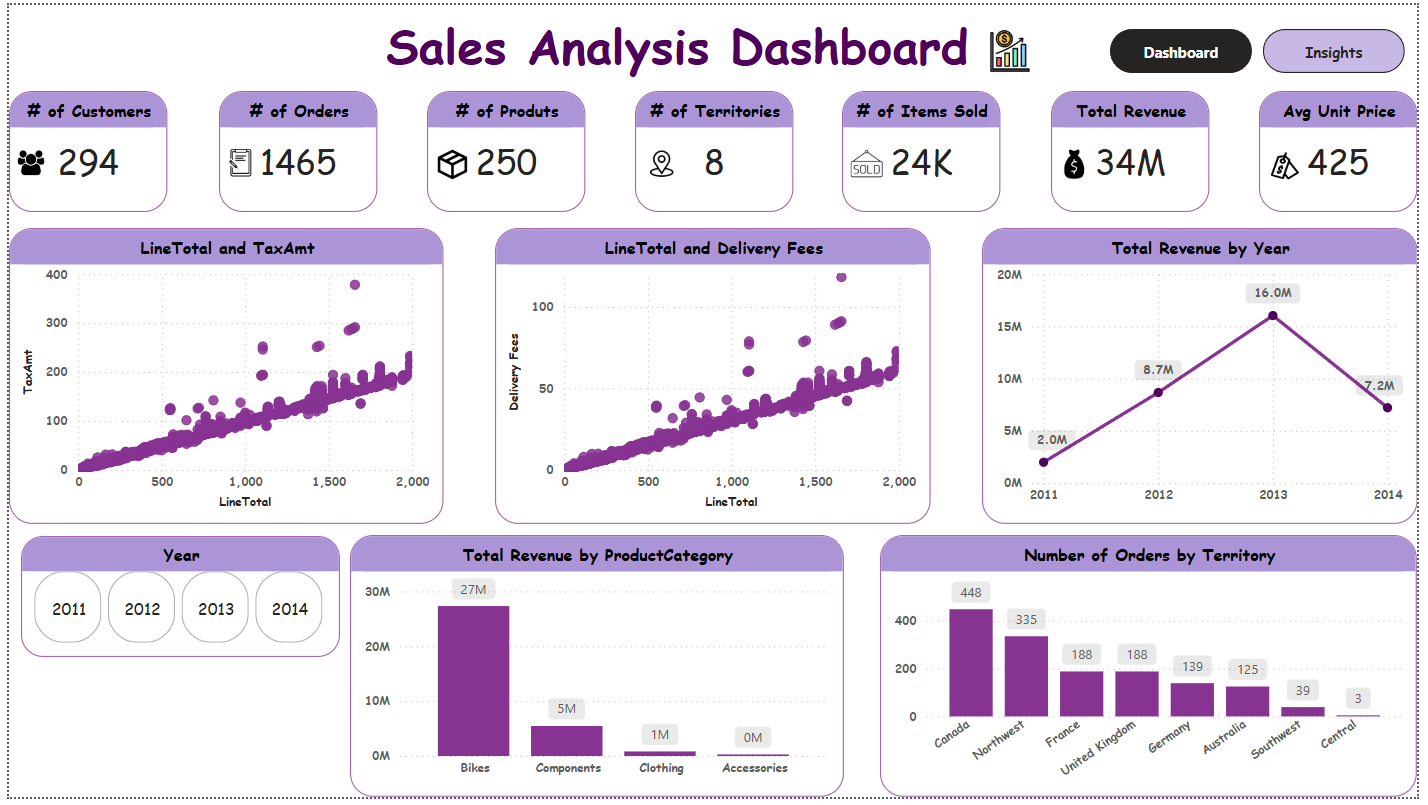 Sales Analysis Dashboard
Dashboard
Insights
# of Customers
294
# of Orders
1465
# of Produts
250
# of Territories
8
# of Items Sold
SOLD
24K
Total Revenue
34M
Avg Unit Price
425
LineTotal and TaxAmt
TaxAmt
400
300
200
100
0
0 500 1,000 1,500 2,000
LineTotal
LineTotal and Delivery Fees
Delivery Fees
100
50
0
0 500 1,000 1,500 2,000
LineTotal
Total Revenue by Year
20M
15M
10M
5M
0M
2.0M
8.7M
16.0M
7.2M
2011 2012 2013 2014
Year
2011 2012 2013 2014
Total Revenue by ProductCategory
30M
20M
10M
0M
27M
5M
1M
0M
Bikes Components Clothing Accessories
Number of Orders by Territory
400
200
0
448
335
188
188
139
125
39
3
Canada
Northwest
France
United Kingdom
Germany
Australia
Southwest
Central